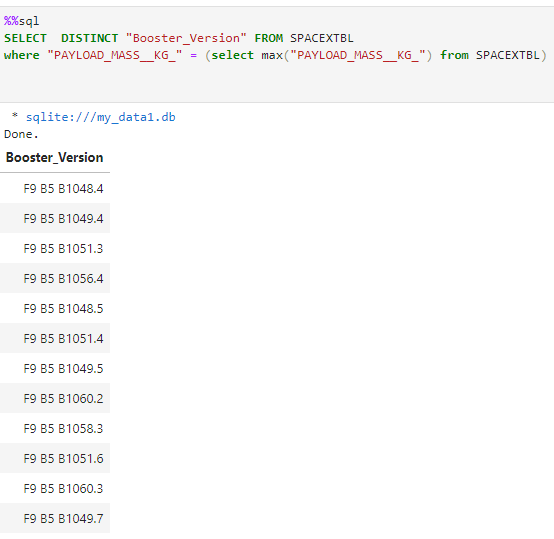 %%sql
SELECT  DISTINCT "Booster_Version" FROM SPACEXTBL
where "PAYLOAD_MASS__KG_" = (select max("PAYLOAD_MASS__KG_") from SPACEXTBL)
* sqlite:///my_data1.db
Done.
Booster_Version
F9 B5 B1048.4
F9 B5 B1049.4
F9 B5 B1051.3
F9 B5 B1056.4
F9 B5 B1048.5
F9 B5 B1051.4
F9 B5 B1049.5
F9 B5 B1060.2
F9 B5 B1058.3
F9 B5 B1051.6
F9 B5 B1060.3
F9 B5 B1049.7